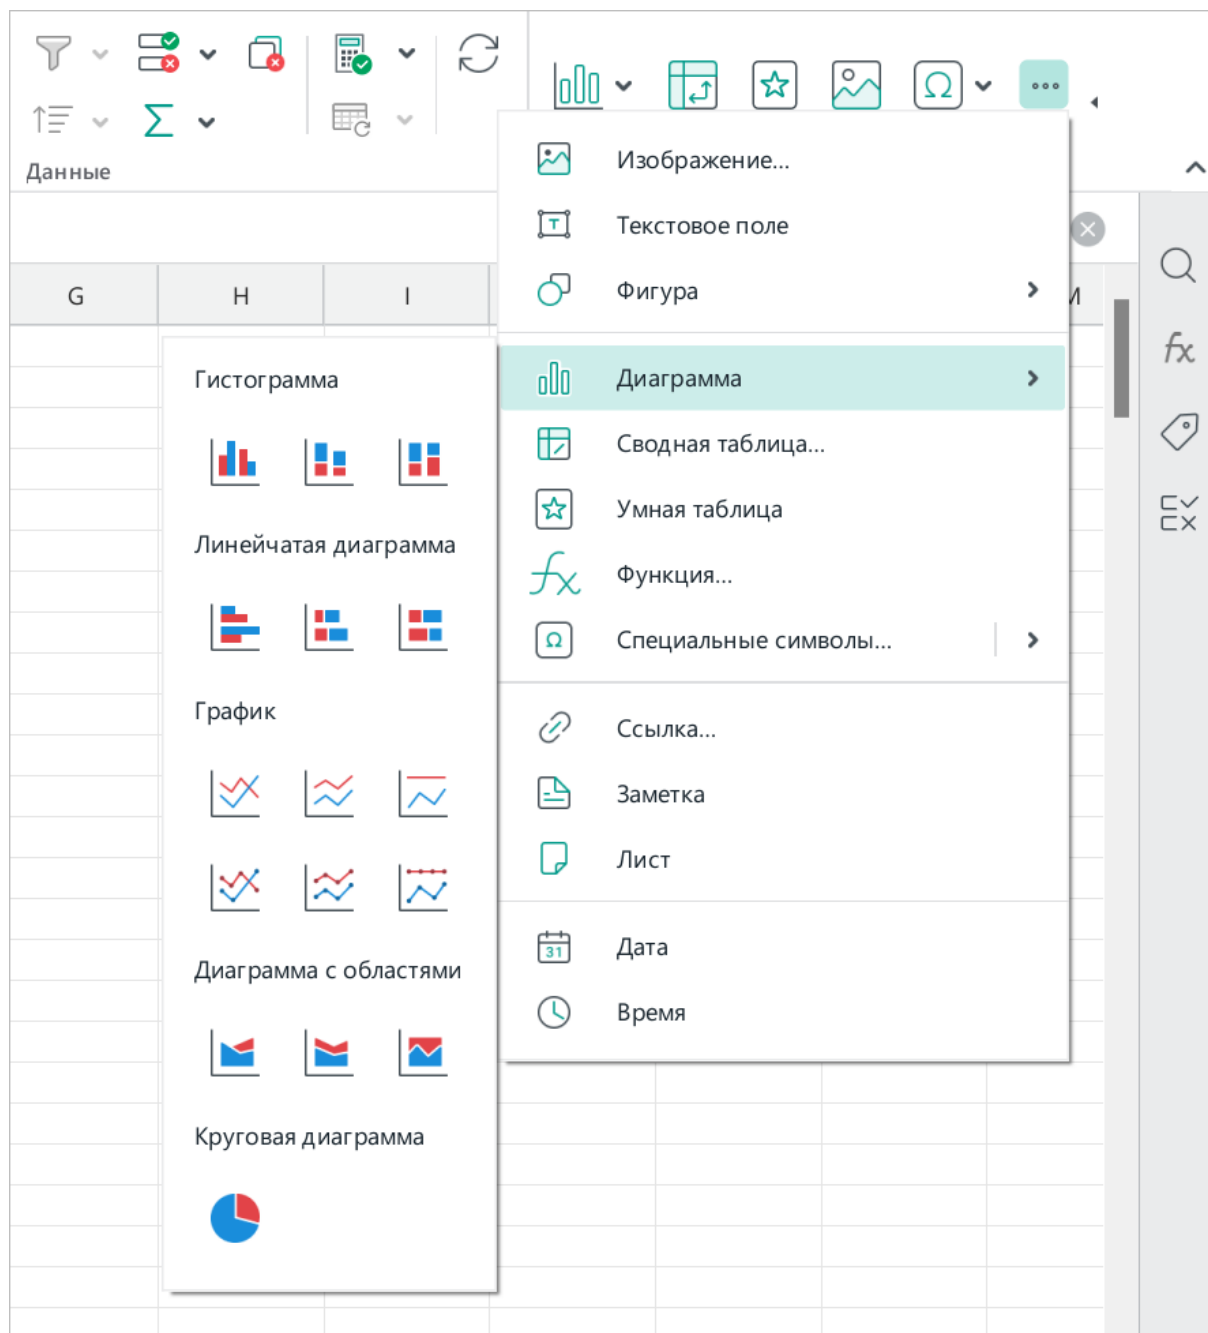 Данные
G
H
I
M
Изображение...
Текстовое поле
Фигура
Диаграмма
Сводная таблица...
Умная таблица
Функция...
Специальные символы...
Ссылка...
Заметка
Лист
31
Дата
Время
Гистограмма
Линейчатая диаграмма
График
Диаграмма с областями
Круговая диаграмма